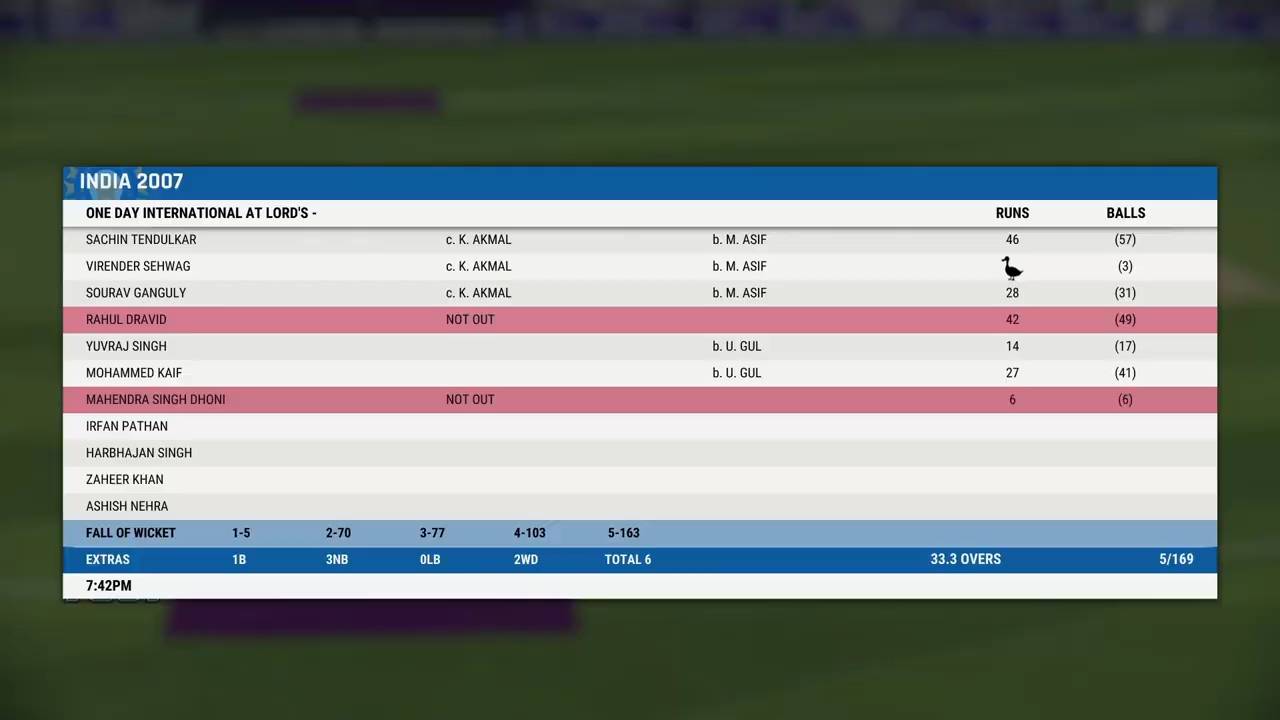 INDIA 2007
ONE DAY INTERNATIONAL AT LORD'S - RUNS BALLS
SACHIN TENDULKAR c. K. AKMAL b. M. ASIF 46 (57)
VIRENDER SEHWAG c. K. AKMAL b. M. ASIF (3)
SOURAV GANGULY c. K. AKMAL b. M. ASIF 28 (31)
RAHUL DRAVID NOT OUT 42 (49)
YUVRAJ SINGH b. U. GUL 14 (17)
MOHAMMED KAIF b. U. GUL 27 (41)
MAHENDRA SINGH DHONI NOT OUT 6 (6)
IRFAN PATHAN
HARBHAJAN SINGH
ZAHEER KHAN
ASHISH NEHRA
FALL OF WICKET 1-5 2-70 3-77 4-103 5-163
EXTRAS 1B 3NB 0LB 2WD TOTAL 6 33.3 OVERS 5/169
7:42PM